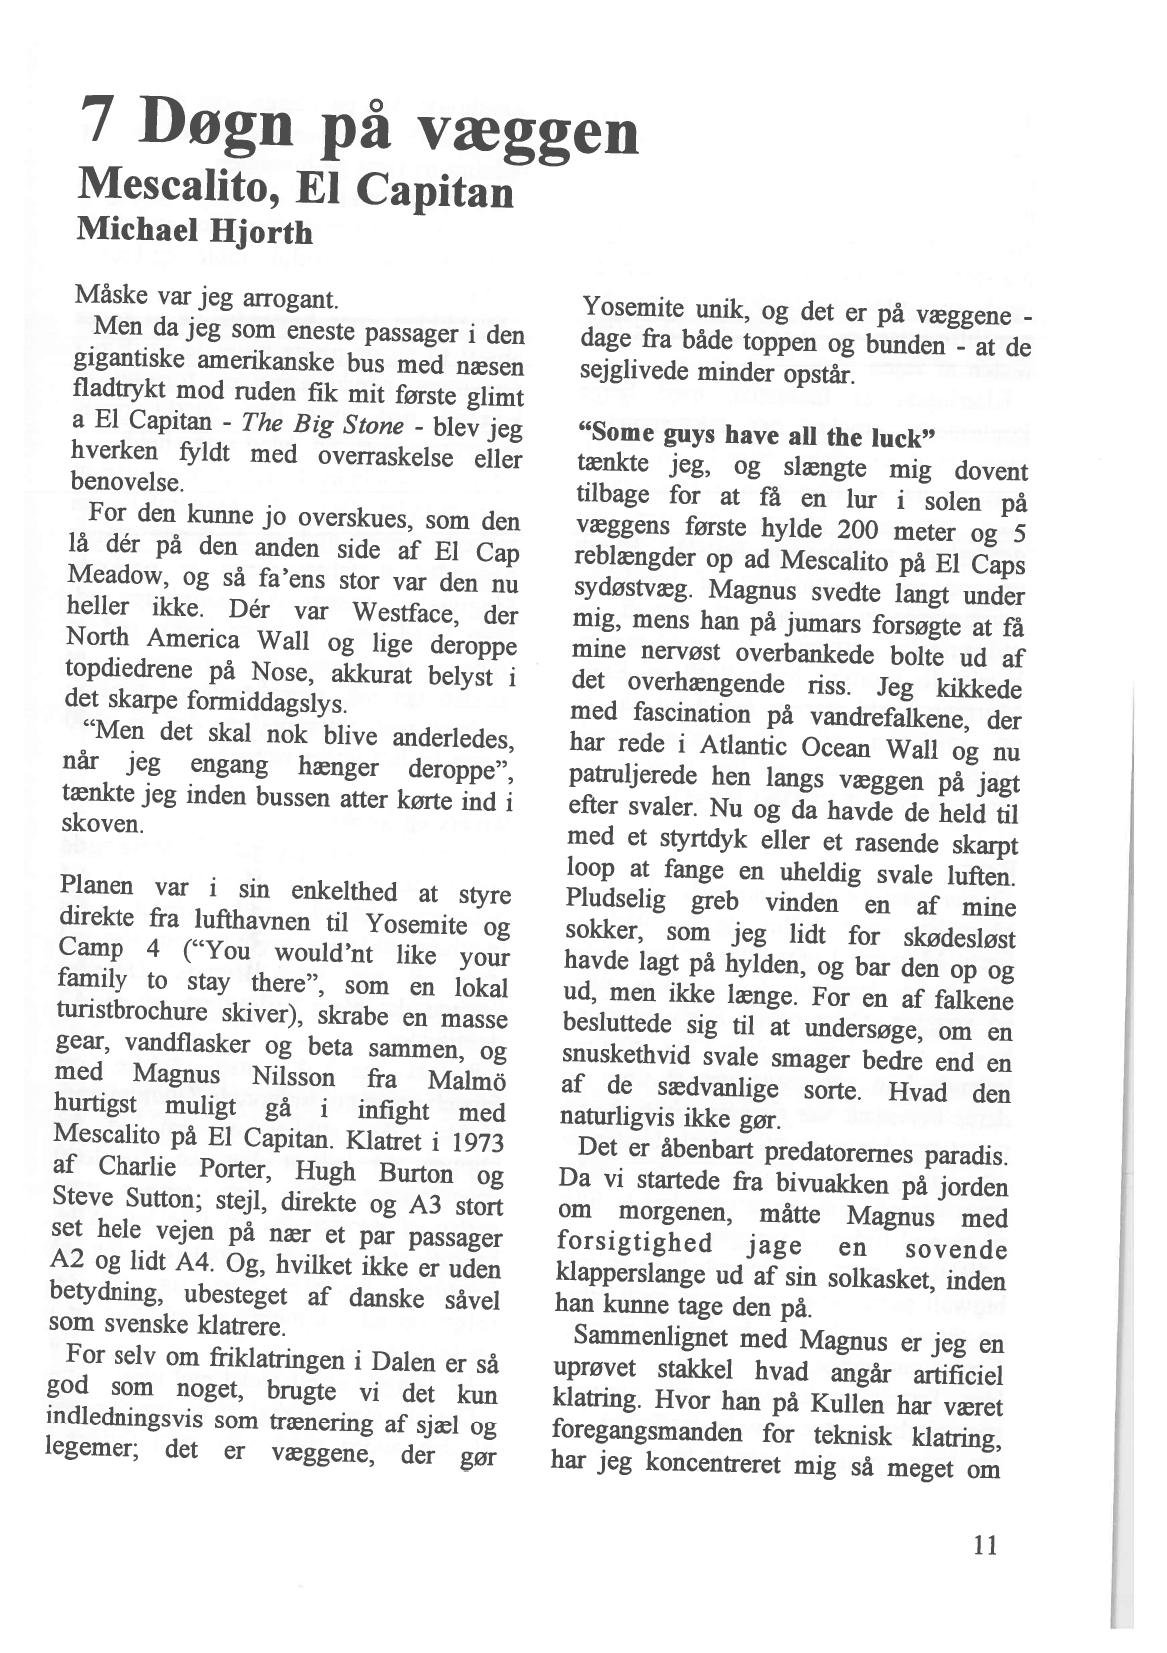 7 Døgn på væggen
Mescalito, El Capitan
Michael Hjorth
Måske var jeg arrogant.
Men da jeg som eneste passager i den
gigantiske amerikanske bus med næsen
fladtrykt mod ruden fik mit første glimt
a El Capitan - The Big Stone - blev jeg
hverken fyldt med overraskelse eller
benovelse.
For den kunne jo overskues, som den
lå dér på den anden side af El Cap
Meadow, og så fa'ens stor var den nu
heller ikke. Dér var Westface, der
North America Wall og lige deroppe
topdiedrene på Nose, akkurat belyst i
det skarpe formiddagslys.
“Men det skal nok blive anderledes,
når jeg engang hænger deroppe”,
tænkte jeg inden bussen atter kørte ind i
skoven.
Planen var i sin enkelthed at styre
direkte fra lufthavnen til Yosemite og
Camp 4 (“You would'nt like your
family to stay there”, som en lokal
turistbrochure skiver), skrabe en masse
gear, vandflasker og beta sammen, og
med Magnus Nilsson fra Malmö
hurtigst muligt gå i infight med
Mescalito på El Capitan. Klatret i 1973
af Charlie Porter, Hugh Burton og
Steve Sutton; stejl, direkte og A3 stort
set hele vejen på nær et par passager
A2 og lidt A4. Og, hvilket ikke er uden
betydning, ubesteget af danske såvel
som svenske klatrere.
For selv om friklatringen i Dalen er så
god som noget, brugte vi det kun
indledningsvis som trænering af sjæl og
legemer; det er væggene, der gør
Yosemite unik, og det er på væggene -
dage fra både toppen og bunden - at de
sejglivede minder opstår.
“Some guys have all the luck”
tænkte jeg, og slængte mig dovent
tilbage for at få en lur i solen på
væggens første hylde 200 meter og 5
reblængder op ad Mescalito på El Caps
sydøstvæg. Magnus svedte langt under
mig, mens han på jumars forsøgte at få
mine nervøst overbankede bolte ud af
det overhængende riss. Jeg kikkede
med fascination på vandrefalkene, der
har rede i Atlantic Ocean Wall og nu
patruljerede hen langs væggen på jagt
efter svaler. Nu og da havde de held til
med et styrtdyk eller et rasende skarpt
loop at fange en uheldig svale i luften.
Pludselig greb vinden en af mine
sokker, som jeg lidt for skødesløst
havde lagt på hylden, og bar den op og
ud, men ikke længe. For en af falkene
besluttede sig til at undersøge, om en
snuskethvid svale smager bedre end en
af de sædvanlige sorte. Hvad den
naturligvis ikke gør.
Det er åbenbart predatorernes paradis.
Da vi startede fra bivuakken på jorden
om morgenen, måtte Magnus med
forsigtighed jage en sovende
klapperslange ud af sin solkasket, inden
han kunne tage den på.
Sammenlignet med Magnus er jeg en
uprøvet stakkel hvad angår artificiel
klatring. Hvor han på Kullen har været
foregangsmanden for teknisk klatring,
har jeg koncentreret mig så meget om
11